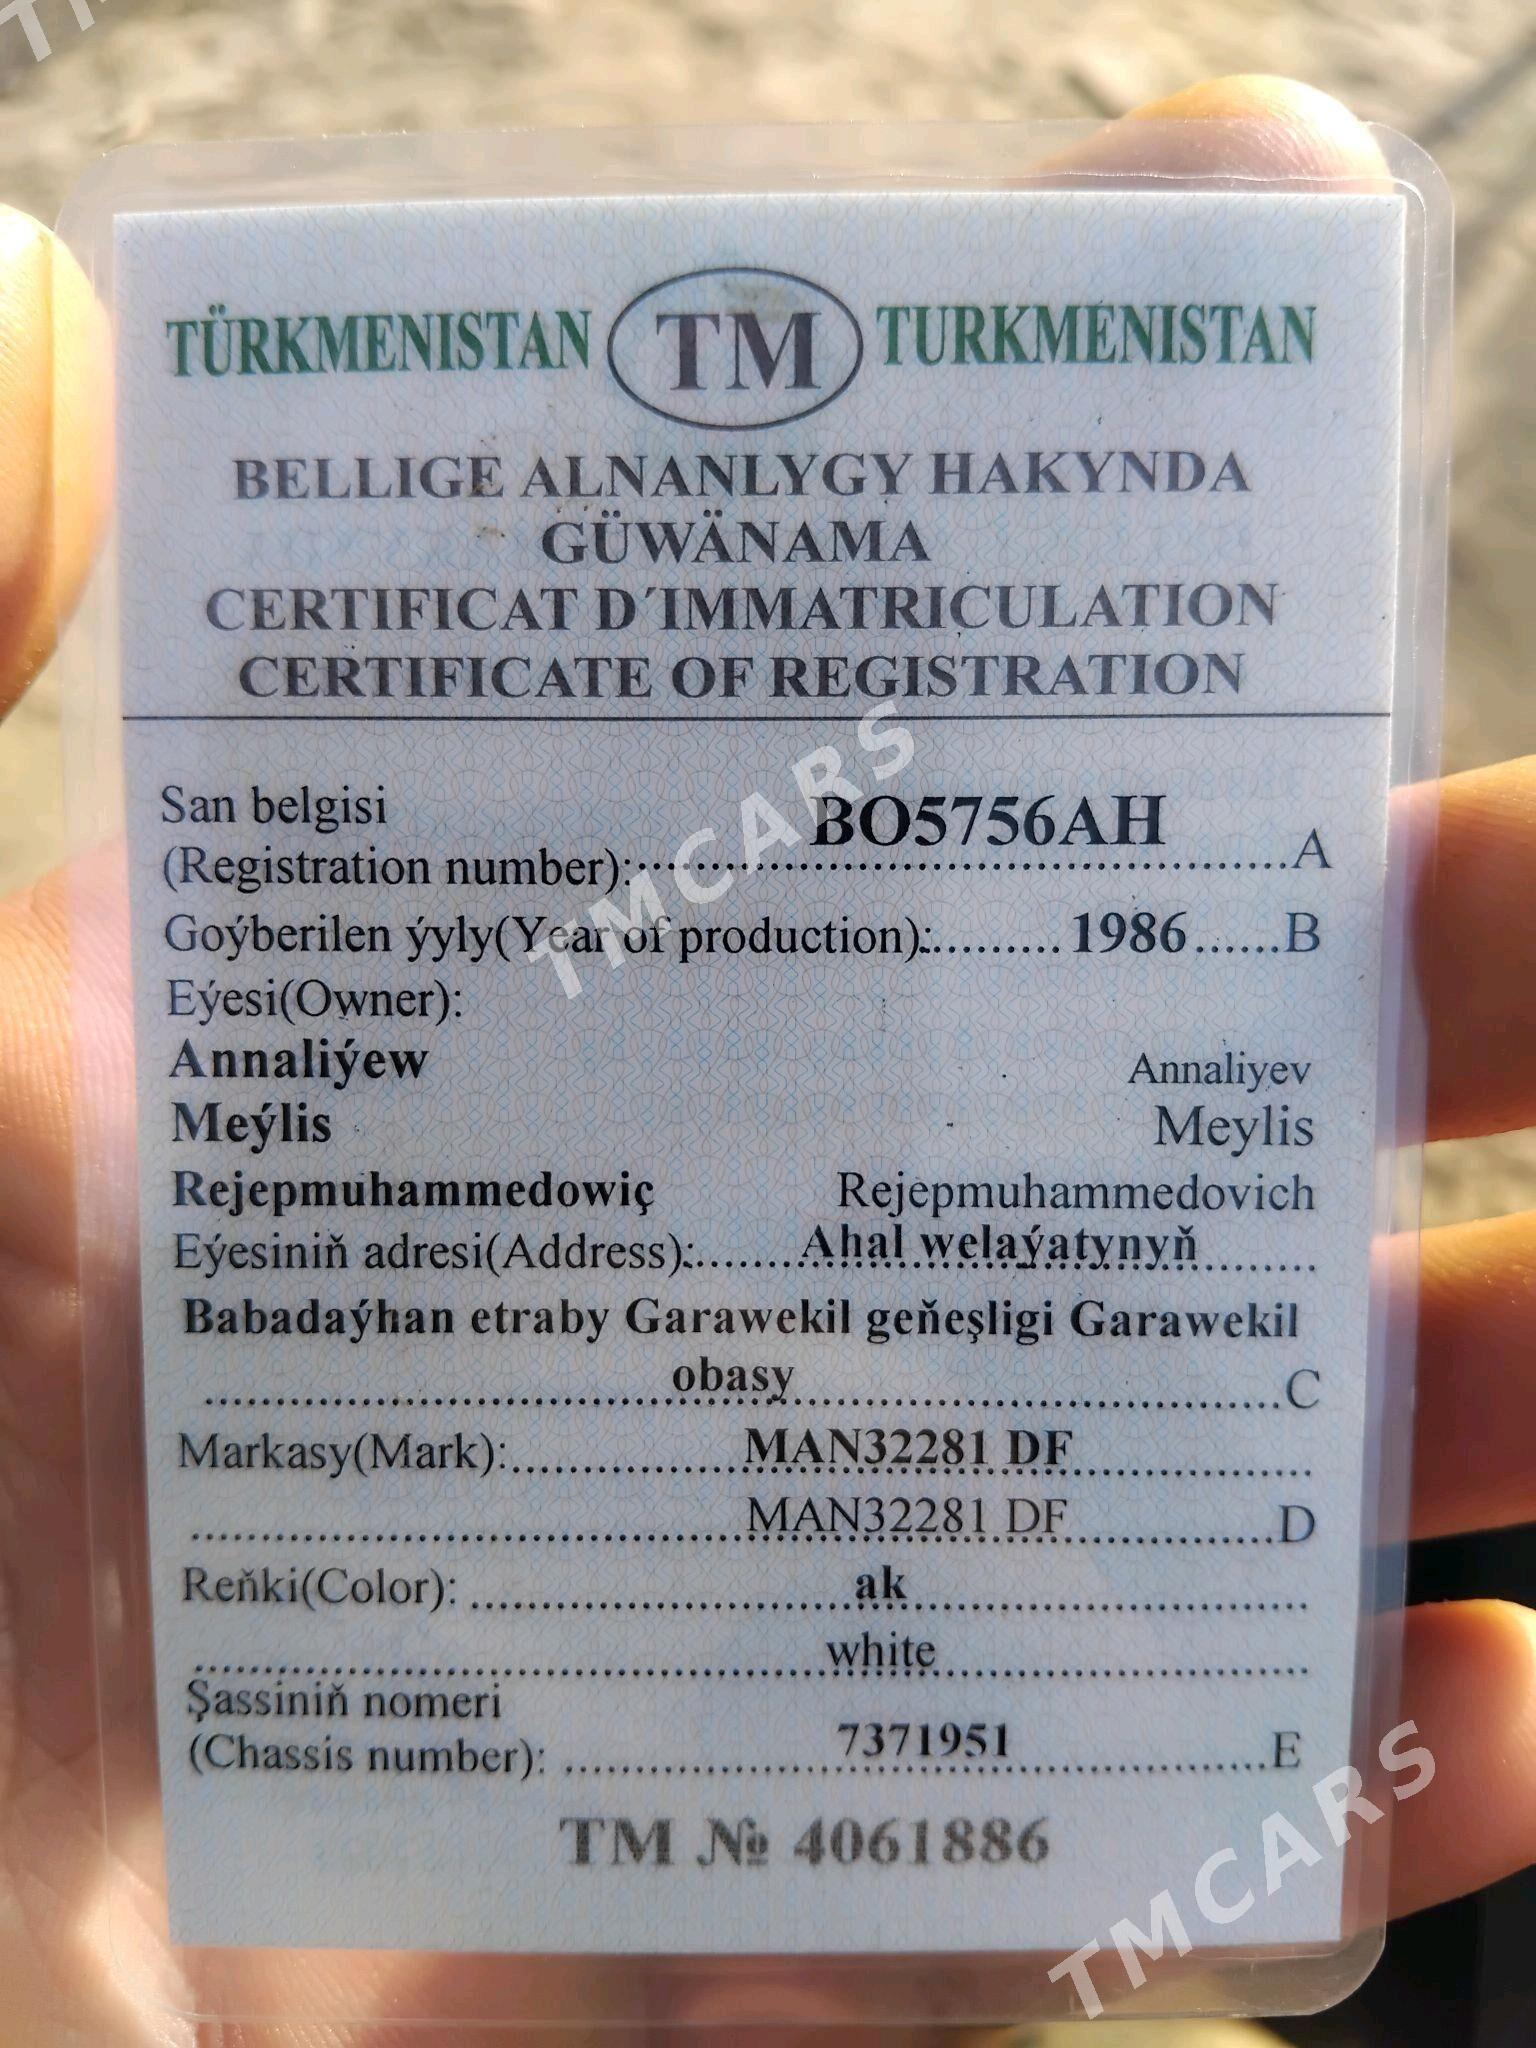 TÜRKMENISTAN TM TURKMENISTAN
BELLIGE ALNANLYGY HAKYNDA
GÜWÄNAMA
CERTIFICAT D´IMMATRICULATION
CERTIFICATE OF REGISTRATION
San belgisi
(Registration number):..........BO5756AH..........A
Goýberilen ýyly(Year of production):.........1986......B
Eýesi(Owner):
Annaliýew Annaliyev
Meýlis Meylis
Rejepmuhammedowiç Rejepmuhammedovich
Eýesiniň adresi(Address):.......Ahal welaýatynyň........
Babadaýhan etraby Garawekil geňeşligi Garawekil
..........obasy..........C
Markasy(Mark):..........MAN32281 DF..........
..........MAN32281 DF..........D
Reňki(Color):..........ak..........
..........white..........
Şassiniň nomeri
(Chassis number):..........7371951..........E
TM № 4061886
TMCARS
TMCARS